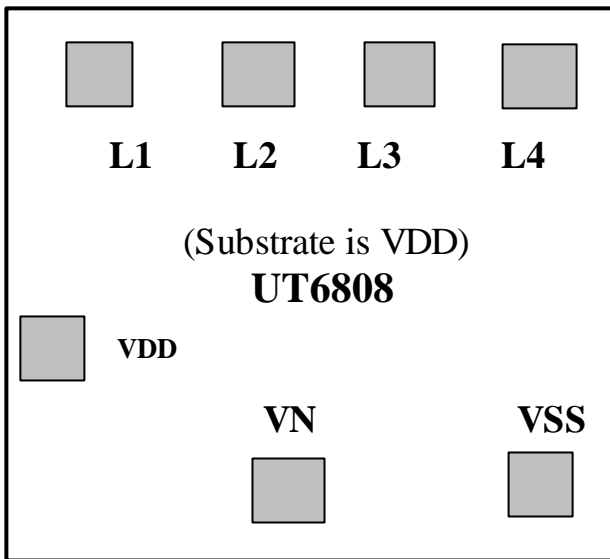 L1 L2 L3 L4
(Substrate is VDD)
UT6808
VDD
VN VSS